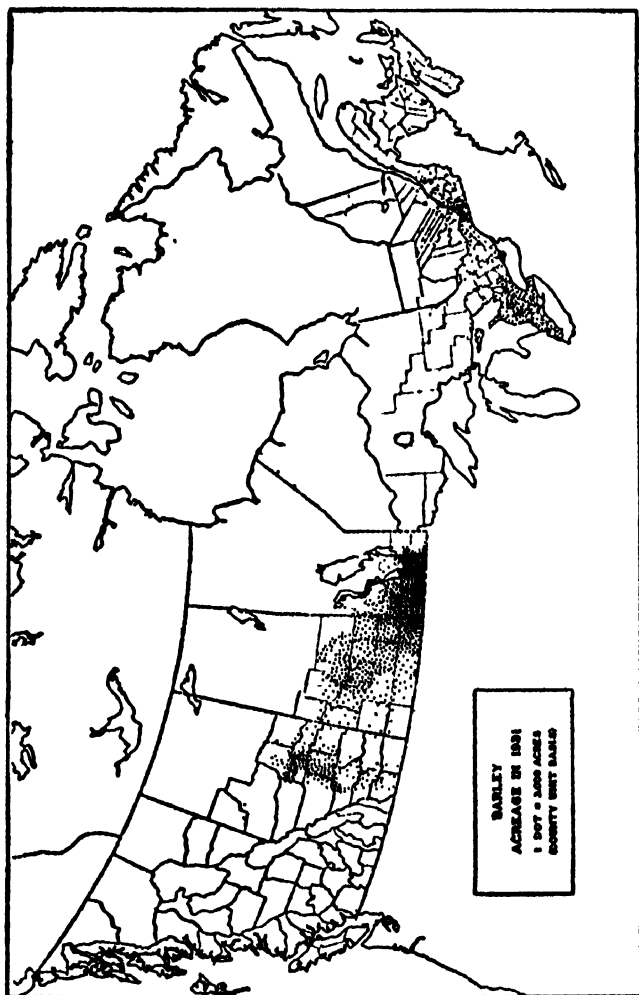 BARLEY
ACREAGE IN 1931
1 DOT = ACRES
(COUNTY UNIT BASIS)